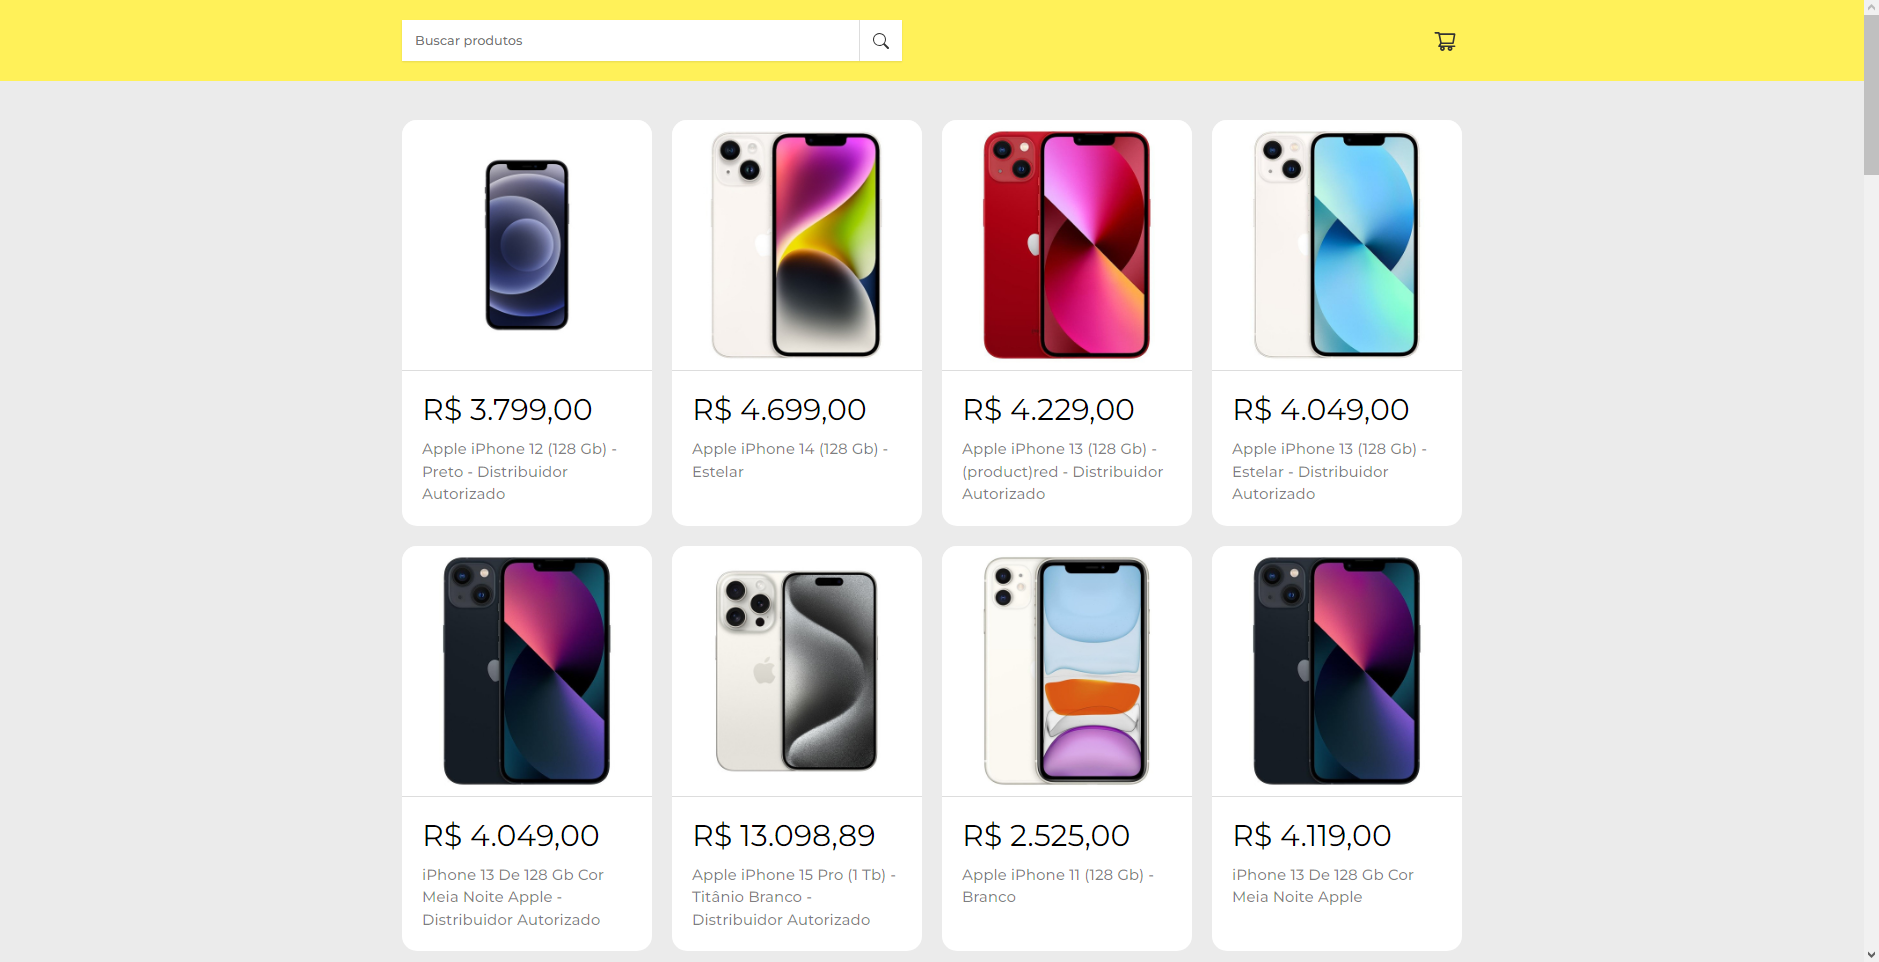 Buscar produtos
R$ 3.799,00
Apple iPhone 12 (128 Gb) -
Preto - Distribuidor
Autorizado
R$ 4.699,00
Apple iPhone 14 (128 Gb) -
Estelar
R$ 4.229,00
Apple iPhone 13 (128 Gb) -
(product)red - Distribuidor
Autorizado
R$ 4.049,00
Apple iPhone 13 (128 Gb) -
Estelar - Distribuidor
Autorizado
R$ 4.049,00
iPhone 13 De 128 Gb Cor
Meia Noite Apple -
Distribuidor Autorizado
R$ 13.098,89
Apple iPhone 15 Pro (1 Tb) -
Titânio Branco -
Distribuidor Autorizado
R$ 2.525,00
Apple iPhone 11 (128 Gb) -
Branco
R$ 4.119,00
iPhone 13 De 128 Gb Cor
Meia Noite Apple